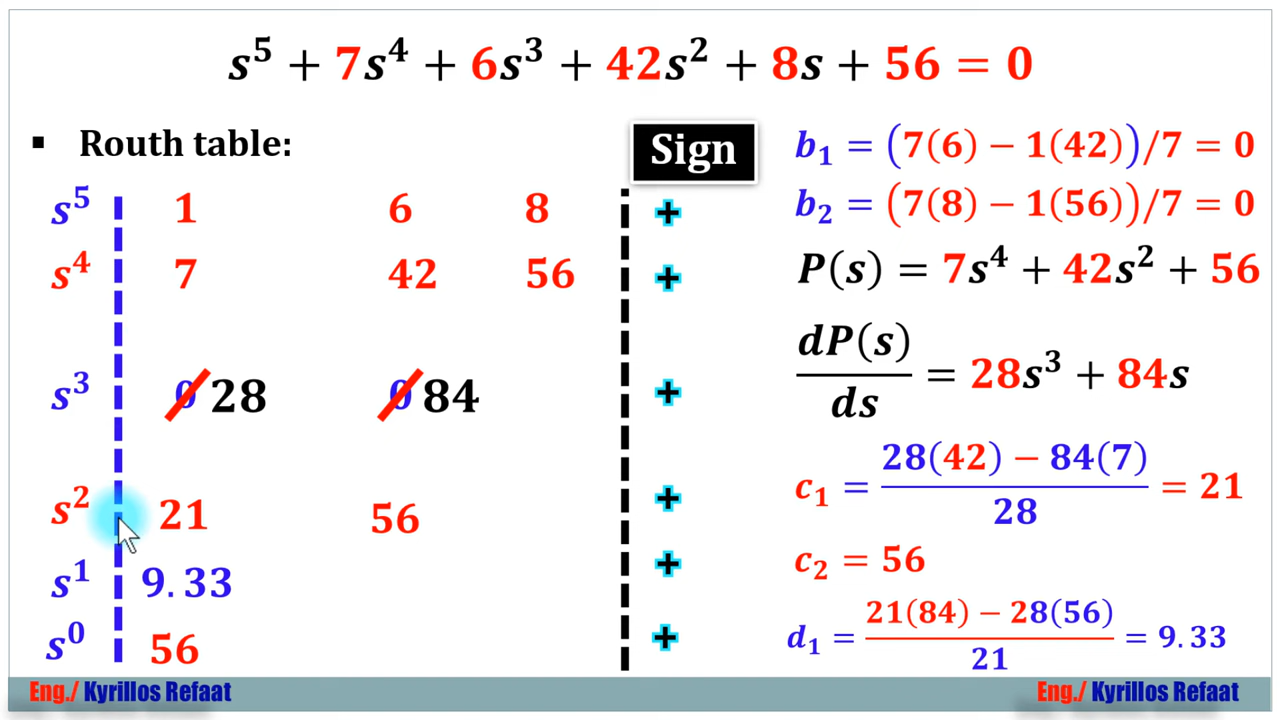 s⁵ + 7s⁴ + 6s³ + 42s² + 8s + 56 = 0
▪ Routh table:
Sign
s⁵ 1 6 8 +
s⁴ 7 42 56 +
s³ 0 28 0 84 +
s² 21 56 +
s¹ 9.33 +
s⁰ 56 +
b₁ = (7(6) − 1(42))/7 = 0
b₂ = (7(8) − 1(56))/7 = 0
P(s) = 7s⁴ + 42s² + 56
dP(s)/ds = 28s³ + 84s
c₁ = 28(42) − 84(7)/28 = 21
c₂ = 56
d₁ = 21(84) − 28(56)/21 = 9.33
Eng./ Kyrillos Refaat
Eng./ Kyrillos Refaat